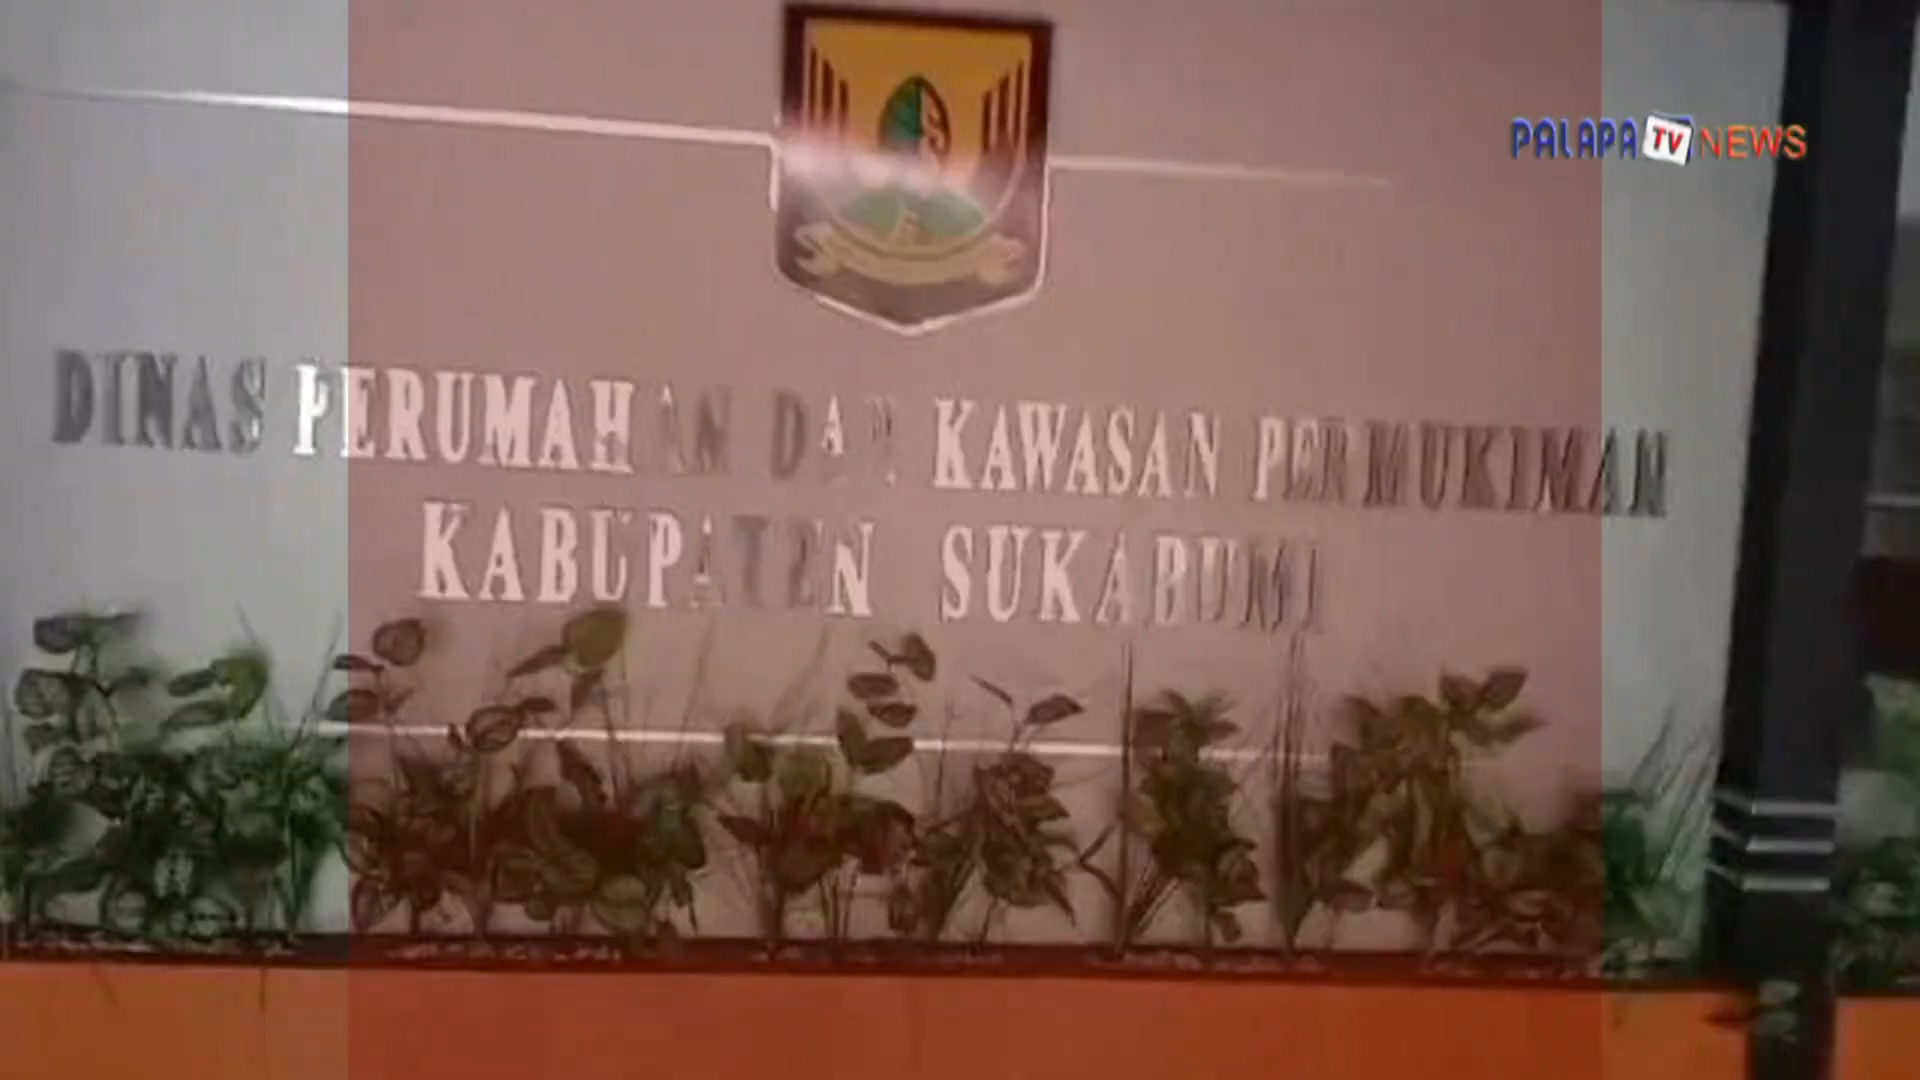 PALAPA TV NEWS
DINAS PERUMAHAN DAN KAWASAN PERMUKIMAN
KABUPATEN SUKABUMI